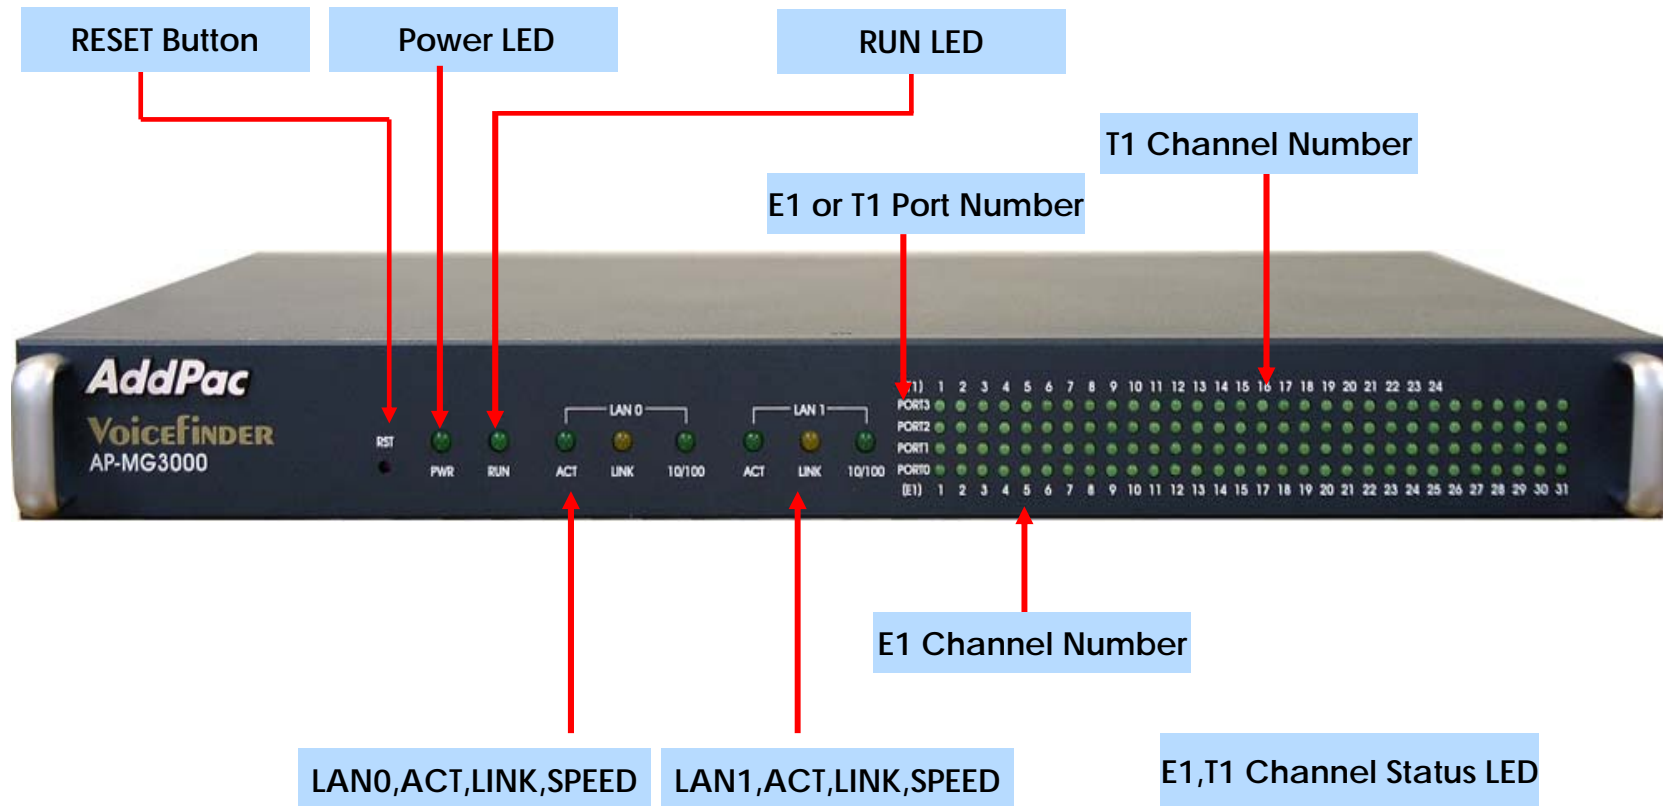 RESET Button
Power LED
RUN LED
T1 Channel Number
E1 or T1 Port Number
AddPac
VOICEFINDER
AP-MG3000
RST
PWR
RUN
LAN 0
ACT LINK 10/100
LAN 1
ACT LINK 10/100
(T1) 1 2 3 4 5 6 7 8 9 10 11 12 13 14 15 16 17 18 19 20 21 22 23 24
PORT3
PORT2
PORT1
PORT0
(E1) 1 2 3 4 5 6 7 8 9 10 11 12 13 14 15 17 18 19 20 21 22 23 24 25 26 27 28 29 30 31
E1 Channel Number
LAN0,ACT,LINK,SPEED
LAN1,ACT,LINK,SPEED
E1,T1 Channel Status LED